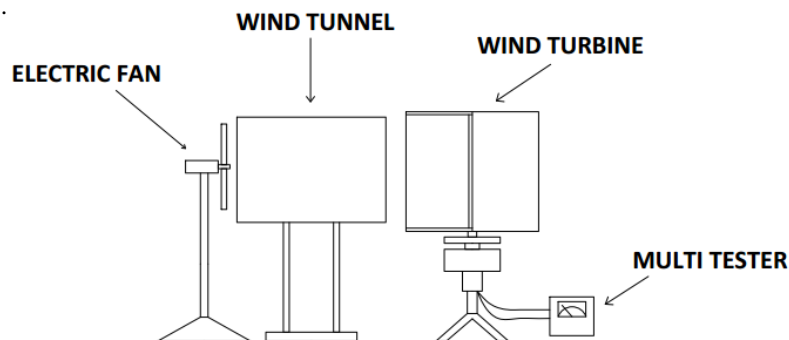 .
WIND TUNNEL
WIND TURBINE
ELECTRIC FAN
MULTI TESTER